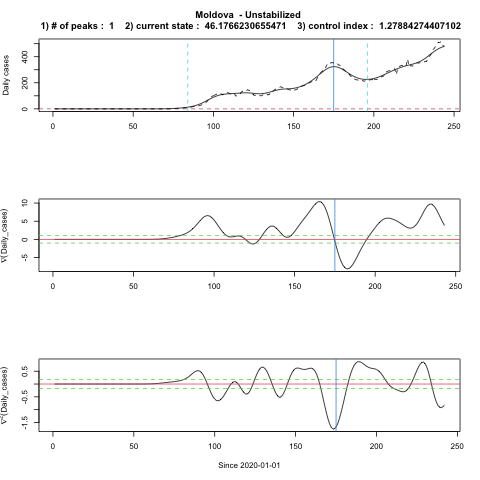 Moldova - Unstabilized
1) # of peaks : 1 2) current state : 46.1766230655471 3) control index : 1.27884274407102
Daily cases
0 200 400
0 50 100 150 200 250
∇(Daily_cases)
-5 0 5 10
0 50 100 150 200 250
∇²(Daily_cases)
-1.5 -0.5 0.5
0 50 100 150 200 250
Since 2020-01-01